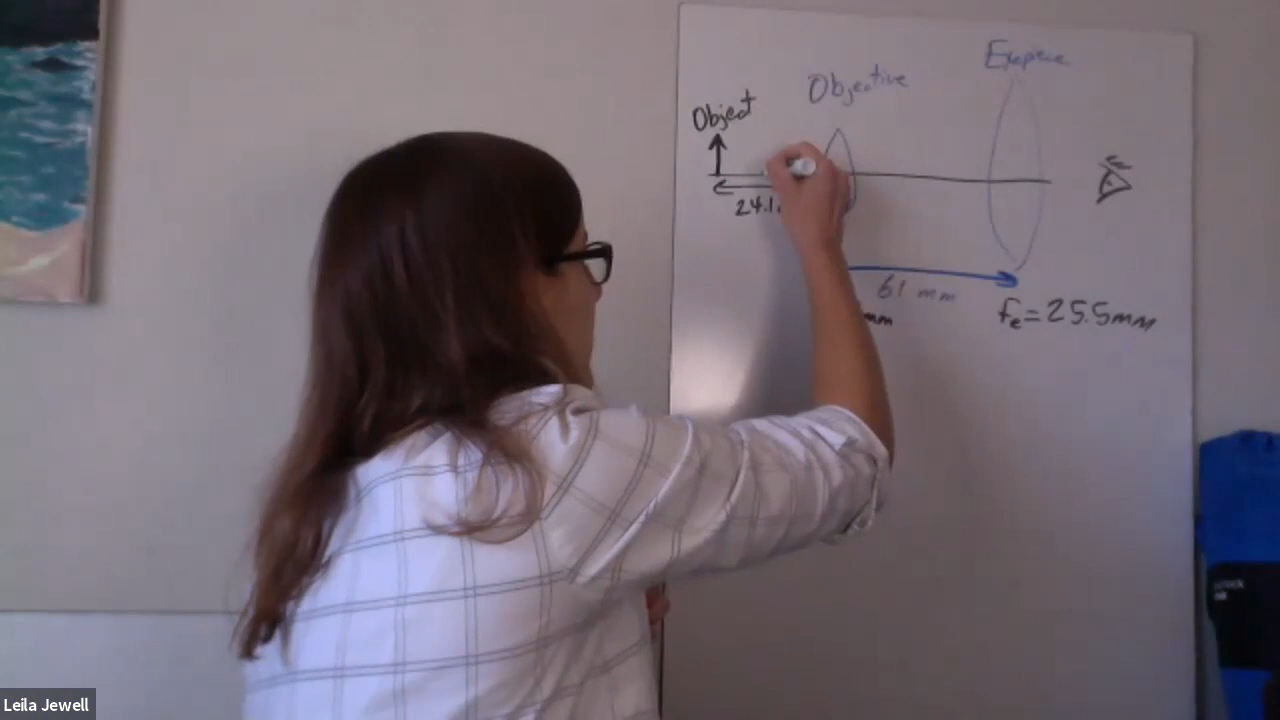 Eyepiece
Objective
Object
24.1
61 mm
mm
fe = 25.5mm
Leila Jewell